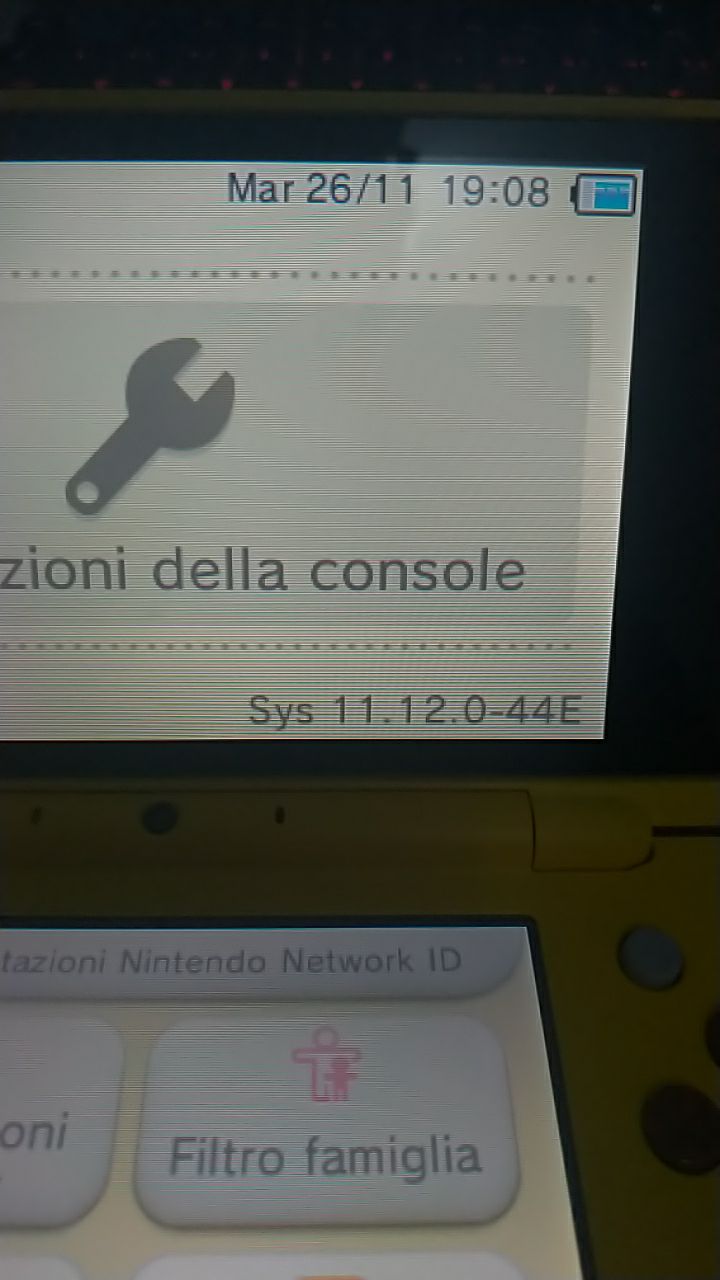 Mar 26/11 19:08
zioni della console
Sys 11.12.0-44E
tazioni Nintendo Network ID
oni
Filtro famiglia